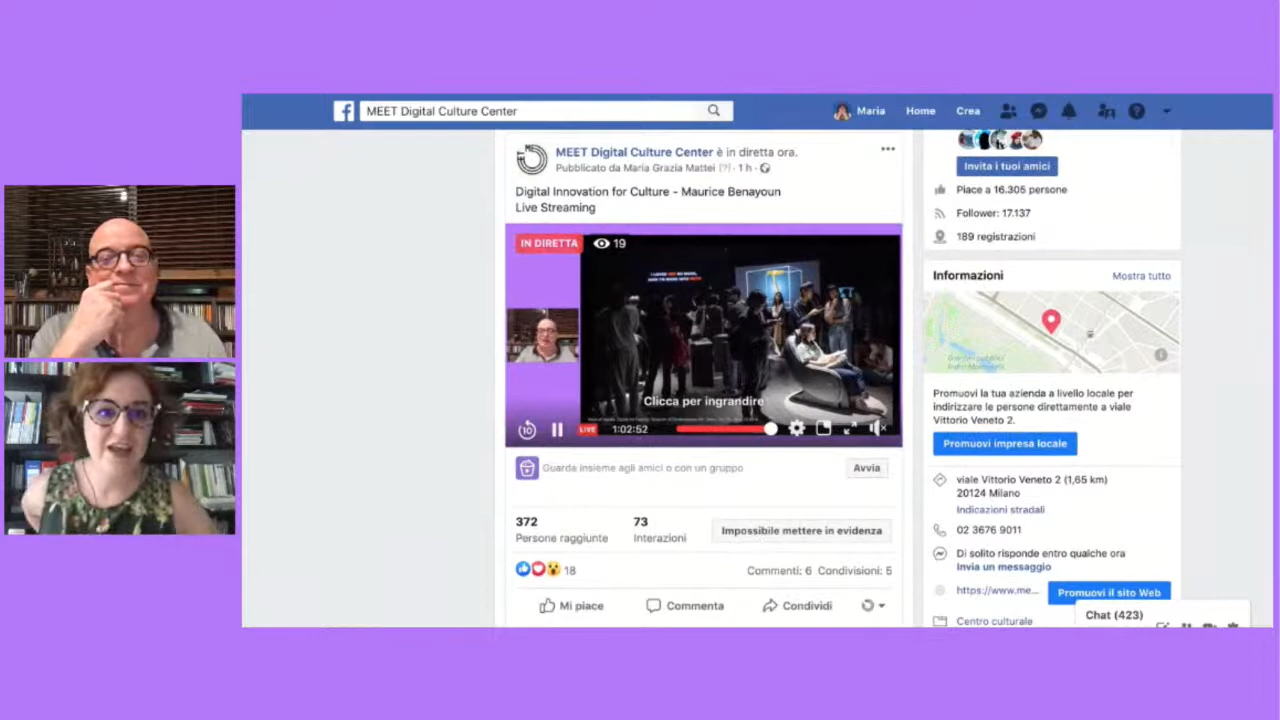 MEET Digital Culture Center
Maria
Home
Crea
MEET Digital Culture Center è in diretta ora.
Pubblicato da Maria Grazia Mattei [?] · 1 h ·
Digital Innovation for Culture - Maurice Benayoun
Live Streaming
IN DIRETTA
19
Clicca per ingrandire
10
LIVE
1:02:52
Guarda insieme agli amici o con un gruppo
Avvia
372
Persone raggiunte
73
Interazioni
Impossibile mettere in evidenza
18
Commenti: 6 Condivisioni: 5
Mi piace
Commenta
Condividi
Invita i tuoi amici
Piace a 16.305 persone
Follower: 17.137
189 registrazioni
Informazioni
Mostra tutto
Promuovi la tua azienda a livello locale per
indirizzare le persone direttamente a viale
Vittorio Veneto 2.
Promuovi impresa locale
viale Vittorio Veneto 2 (1,65 km)
20124 Milano
Indicazioni stradali
02 3676 9011
Di solito risponde entro qualche ora
Invia un messaggio
https://www.me...
Promuovi il sito Web
Centro culturale
Chat (423)